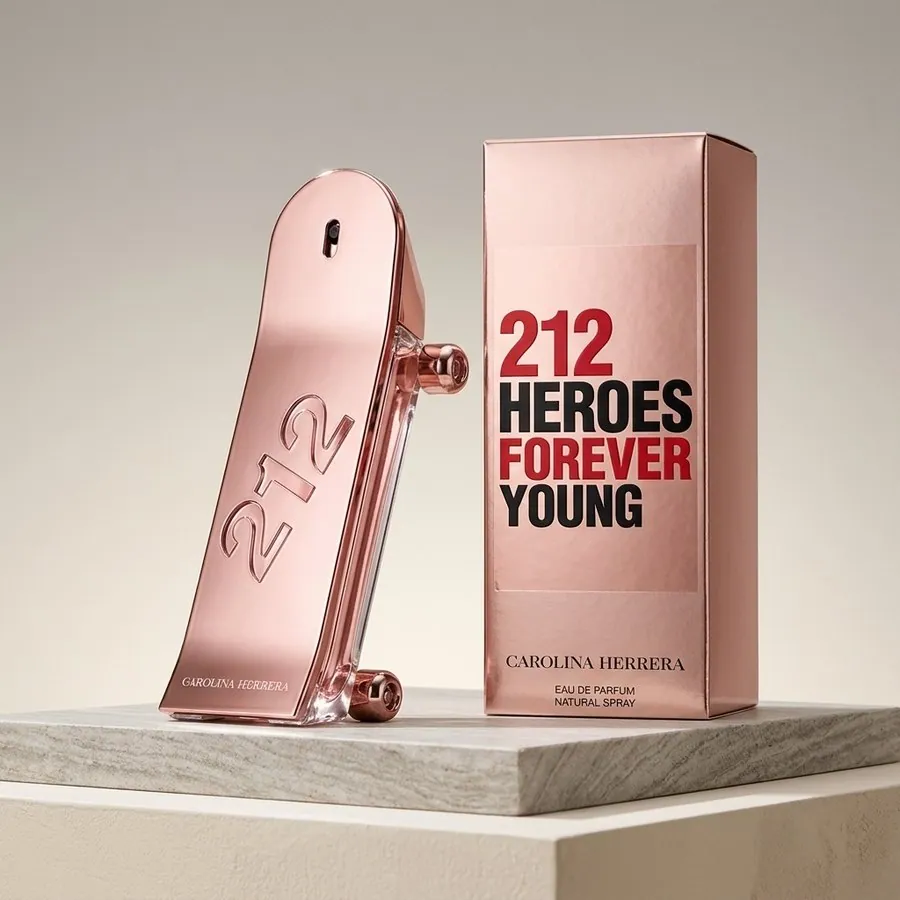 212
CAROLINA HERRERA
212
HEROES
FOREVER
YOUNG
CAROLINA HERRERA
EAU DE PARFUM
NATURAL SPRAY